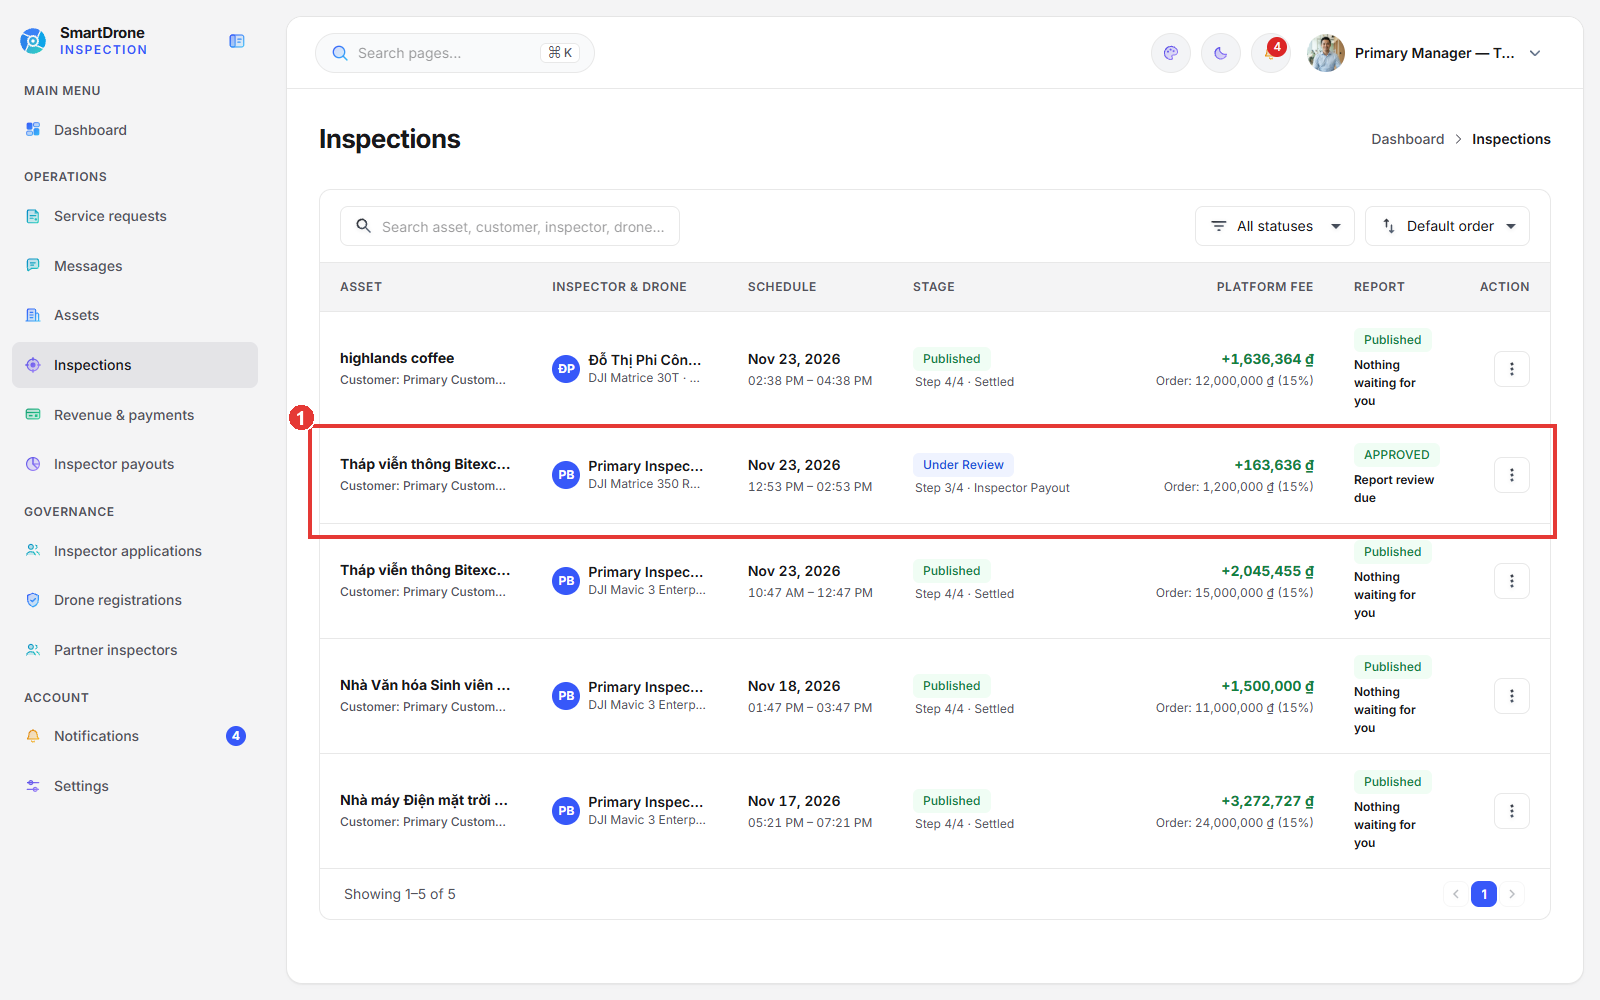 SmartDrone
INSPECTION
MAIN MENU
Dashboard
OPERATIONS
Service requests
Messages
Assets
Inspections
Revenue & payments
Inspector payouts
GOVERNANCE
Inspector applications
Drone registrations
Partner inspectors
ACCOUNT
Notifications 4
Settings
Search pages... ⌘ K
4
Primary Manager — T...
Inspections
Dashboard > Inspections
Search asset, customer, inspector, drone...
All statuses
Default order
ASSET INSPECTOR & DRONE SCHEDULE STAGE PLATFORM FEE REPORT ACTION
highlands coffee
Customer: Primary Custom...
ĐP
Đỗ Thị Phi Côn...
DJI Matrice 30T · ...
Nov 23, 2026
02:38 PM – 04:38 PM
Published
Step 4/4 · Settled
+1,636,364 ₫
Order: 12,000,000 ₫ (15%)
Published
Nothing
waiting for
you
1
Tháp viễn thông Bitexc...
Customer: Primary Custom...
PB
Primary Inspec...
DJI Matrice 350 R...
Nov 23, 2026
12:53 PM – 02:53 PM
Under Review
Step 3/4 · Inspector Payout
+163,636 ₫
Order: 1,200,000 ₫ (15%)
APPROVED
Report review
due
Tháp viễn thông Bitexc...
Customer: Primary Custom...
PB
Primary Inspec...
DJI Mavic 3 Enterp...
Nov 23, 2026
10:47 AM – 12:47 PM
Published
Step 4/4 · Settled
+2,045,455 ₫
Order: 15,000,000 ₫ (15%)
Published
Nothing
waiting for
you
Nhà Văn hóa Sinh viên ...
Customer: Primary Custom...
PB
Primary Inspec...
DJI Mavic 3 Enterp...
Nov 18, 2026
01:47 PM – 03:47 PM
Published
Step 4/4 · Settled
+1,500,000 ₫
Order: 11,000,000 ₫ (15%)
Published
Nothing
waiting for
you
Nhà máy Điện mặt trời ...
Customer: Primary Custom...
PB
Primary Inspec...
DJI Mavic 3 Enterp...
Nov 17, 2026
05:21 PM – 07:21 PM
Published
Step 4/4 · Settled
+3,272,727 ₫
Order: 24,000,000 ₫ (15%)
Published
Nothing
waiting for
you
Showing 1–5 of 5
1